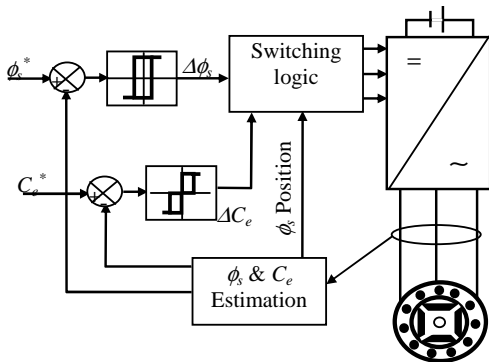 ϕs*
+
-
Δϕs
Switching
logic
=
~
Ce*
+
-
ΔCe
ϕs Position
ϕs & Ce
Estimation